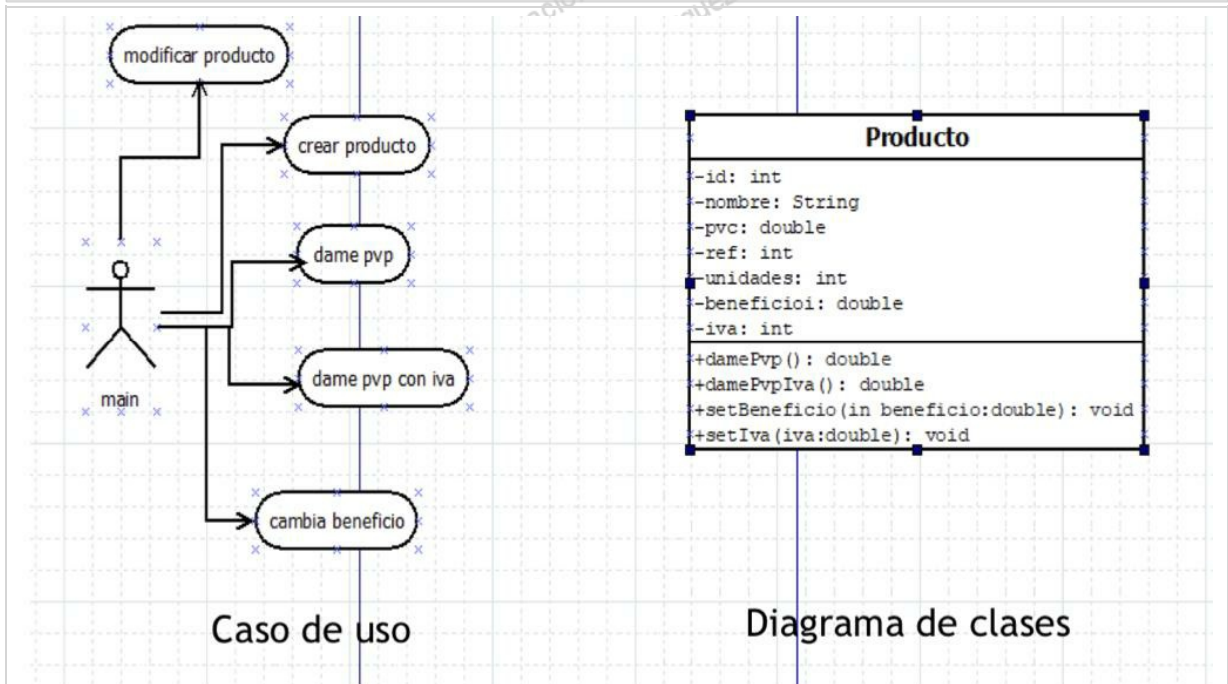 modificar producto
crear producto
dame pvp
dame pvp con iva
main
cambia beneficio
Caso de uso
Producto
-id: int
-nombre: String
-pvc: double
-ref: int
-unidades: int
-beneficioi: double
-iva: int
+damePvp(): double
+damePvpIva(): double
+setBeneficio(in beneficio:double): void
+setIva(iva:double): void
Diagrama de clases